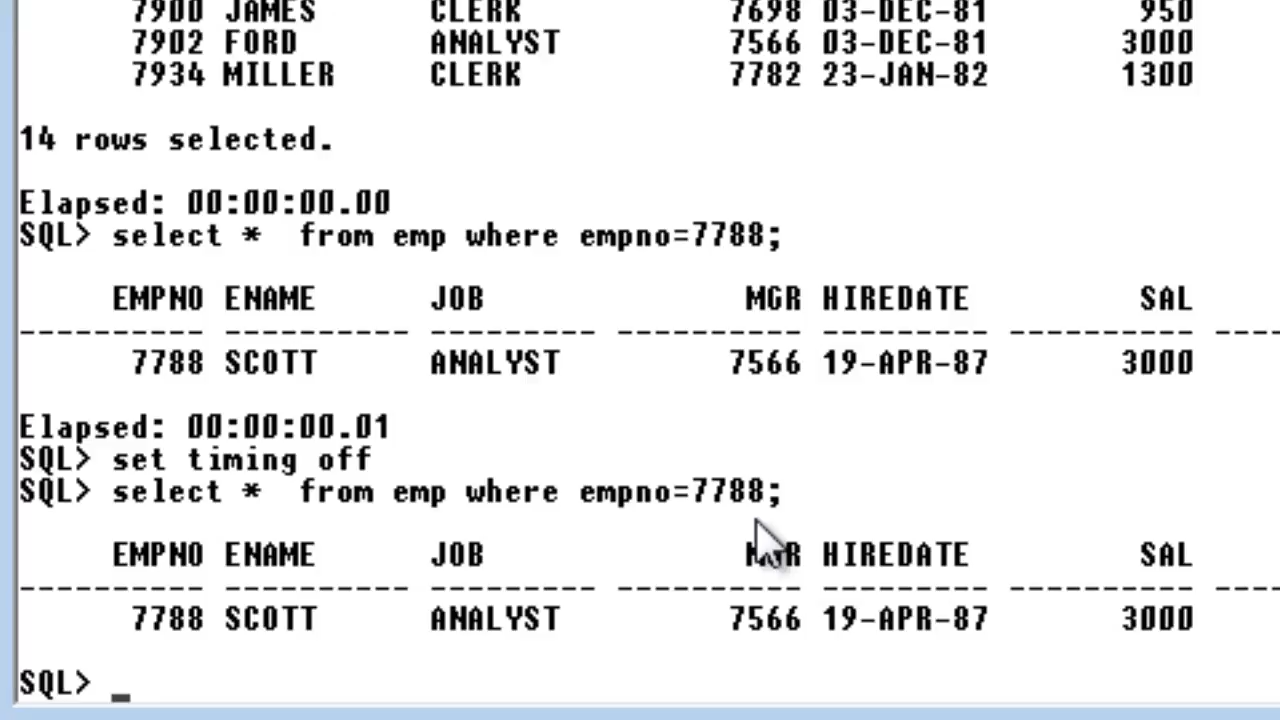 7900 JAMES CLERK 7698 03-DEC-81 950
7902 FORD ANALYST 7566 03-DEC-81 3000
7934 MILLER CLERK 7782 23-JAN-82 1300
14 rows selected.
Elapsed: 00:00:00.00
SQL> select *  from emp where empno=7788;
EMPNO ENAME JOB MGR HIREDATE SAL
---------- ---------- --------- ---------- --------- ---------- ----
7788 SCOTT ANALYST 7566 19-APR-87 3000
Elapsed: 00:00:00.01
SQL> set timing off
SQL> select *  from emp where empno=7788;
EMPNO ENAME JOB MGR HIREDATE SAL
---------- ---------- --------- ---------- --------- ---------- ----
7788 SCOTT ANALYST 7566 19-APR-87 3000
SQL> _